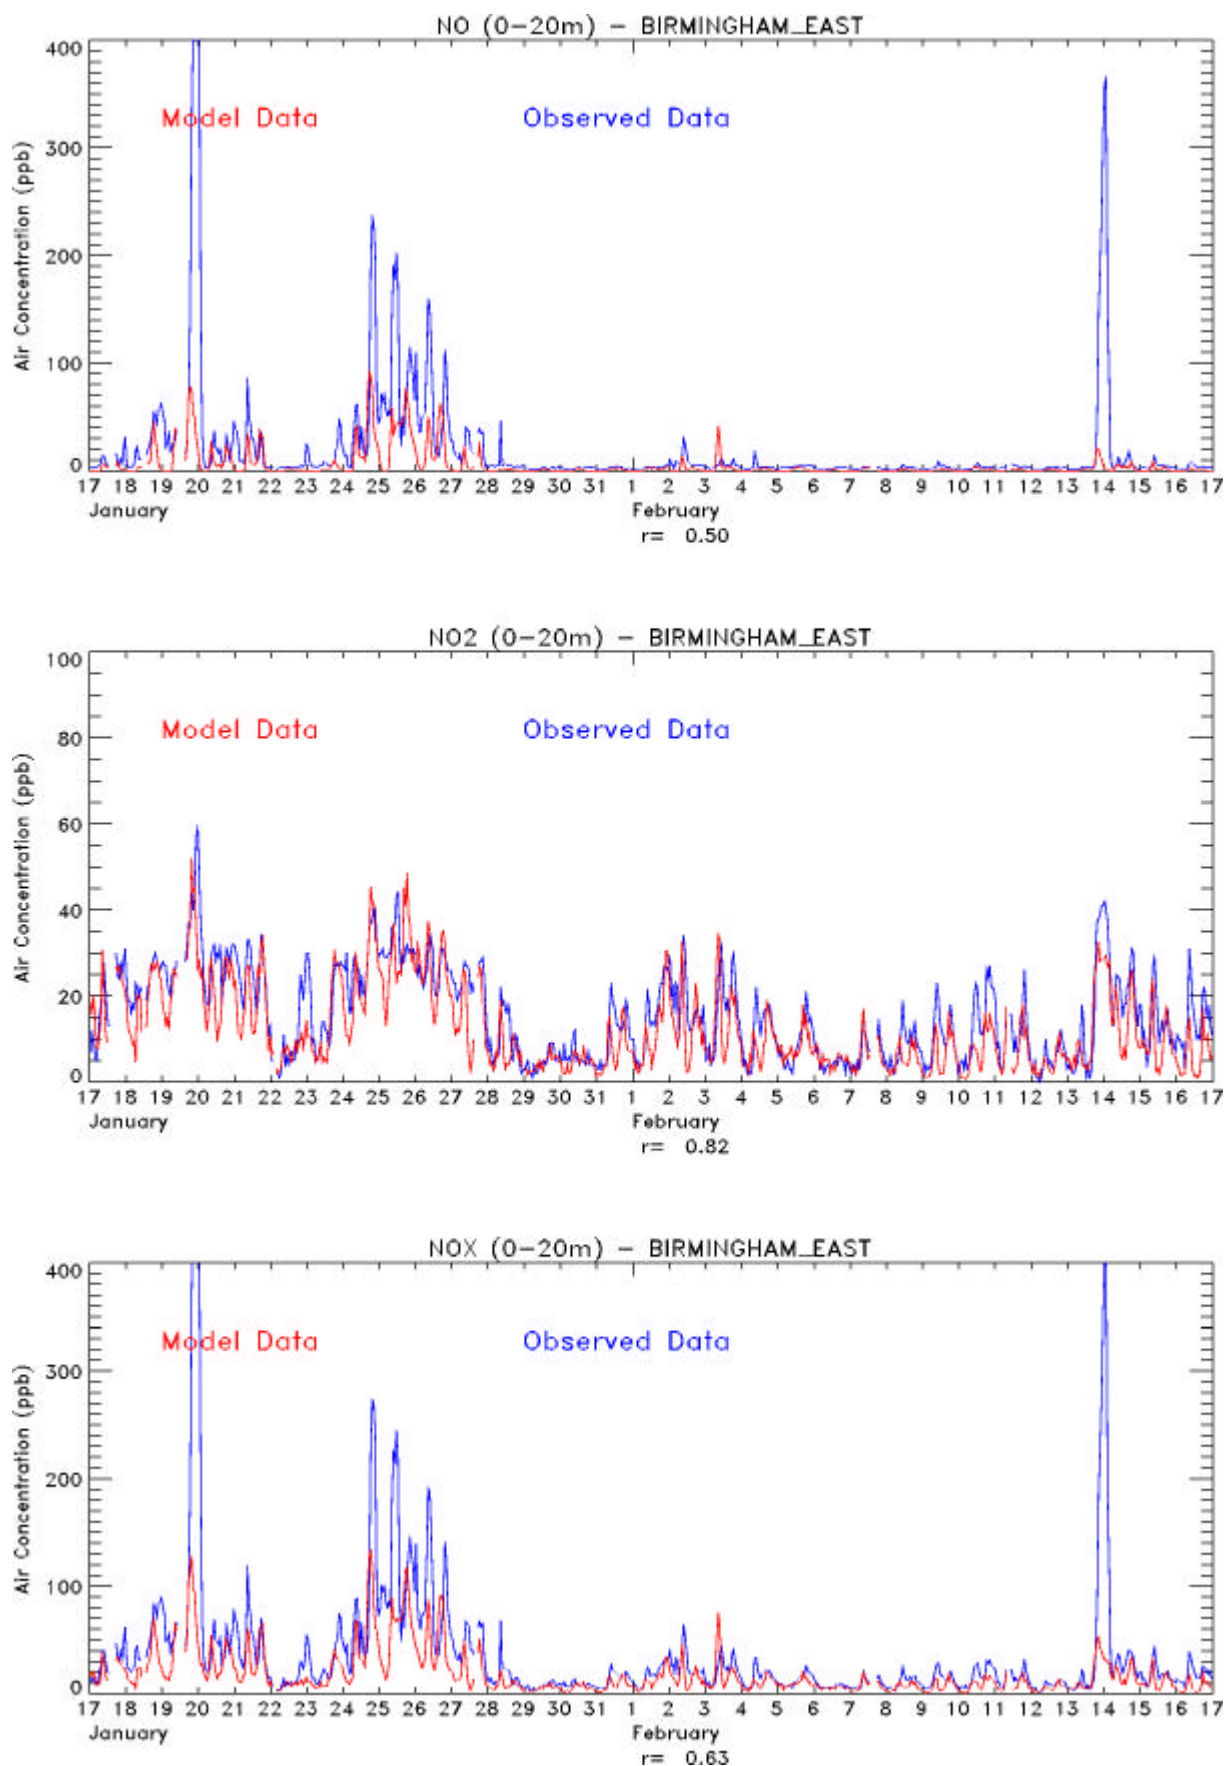 NO (0-20m) - BIRMINGHAM_EAST
400
300
200
100
0
Air Concentration (ppb)
Model Data Observed Data
17 18 19 20 21 22 23 24 25 26 27 28 29 30 31 1 2 3 4 5 6 7 8 9 10 11 13 14 15 16 17
January February
r= 0.50
NO2 (0-20m) - BIRMINGHAM_EAST
100
80
60
40
20
0
Air Concentration (ppb)
Model Data Observed Data
17 18 19 20 21 22 23 24 25 26 27 28 29 30 31 1 2 3 4 5 6 7 8 9 10 11 12 13 14 15 16 17
January February
r= 0.82
NOX (0-20m) - BIRMINGHAM_EAST
400
300
200
100
0
Air Concentration (ppb)
Model Data Observed Data
17 18 19 20 21 22 23 24 25 26 27 28 29 30 31 1 2 3 4 5 6 7 8 9 10 11 13 14 15 16 17
January February
r= 0.63